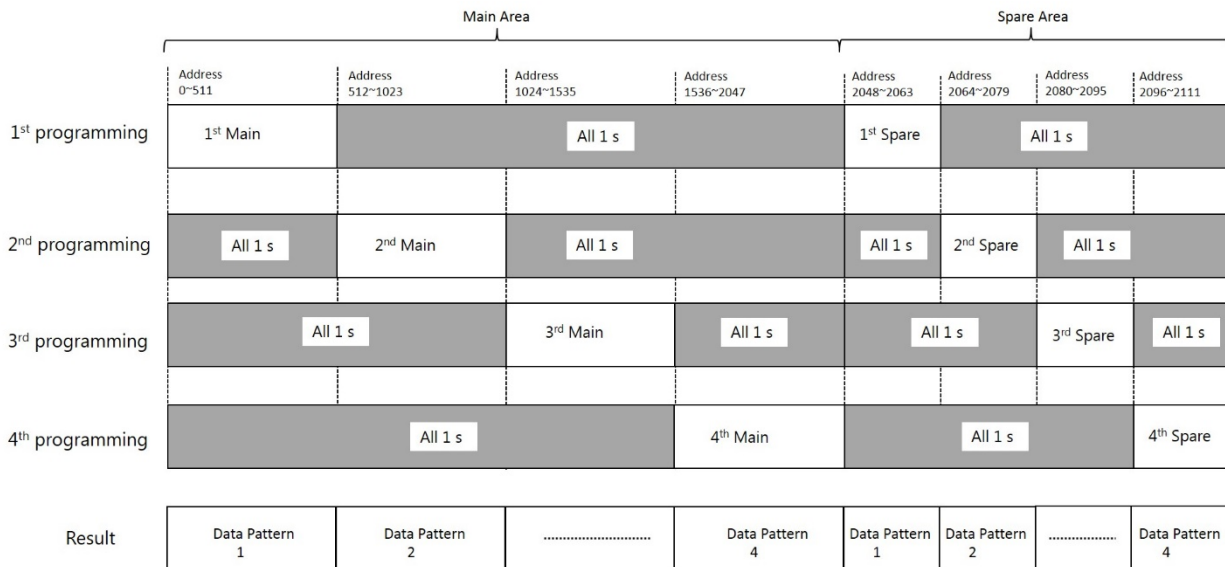 Main Area Spare Area
Address Address Address Address Address Address Address Address
0~511 512~1023 1024~1535 1536~2047 2048~2063 2064~2079 2080~2095 2096~2111
1st programming 1st Main All 1 s 1st Spare All 1 s
2nd programming All 1 s 2nd Main All 1 s All 1 s 2nd Spare All 1 s
3rd programming All 1 s 3rd Main All 1 s All 1 s 3rd Spare All 1 s
4th programming All 1 s 4th Main All 1 s 4th Spare
Result Data Pattern Data Pattern ........................... Data Pattern Data Pattern Data Pattern ............. Data Pattern
1 2 4 1 2 4